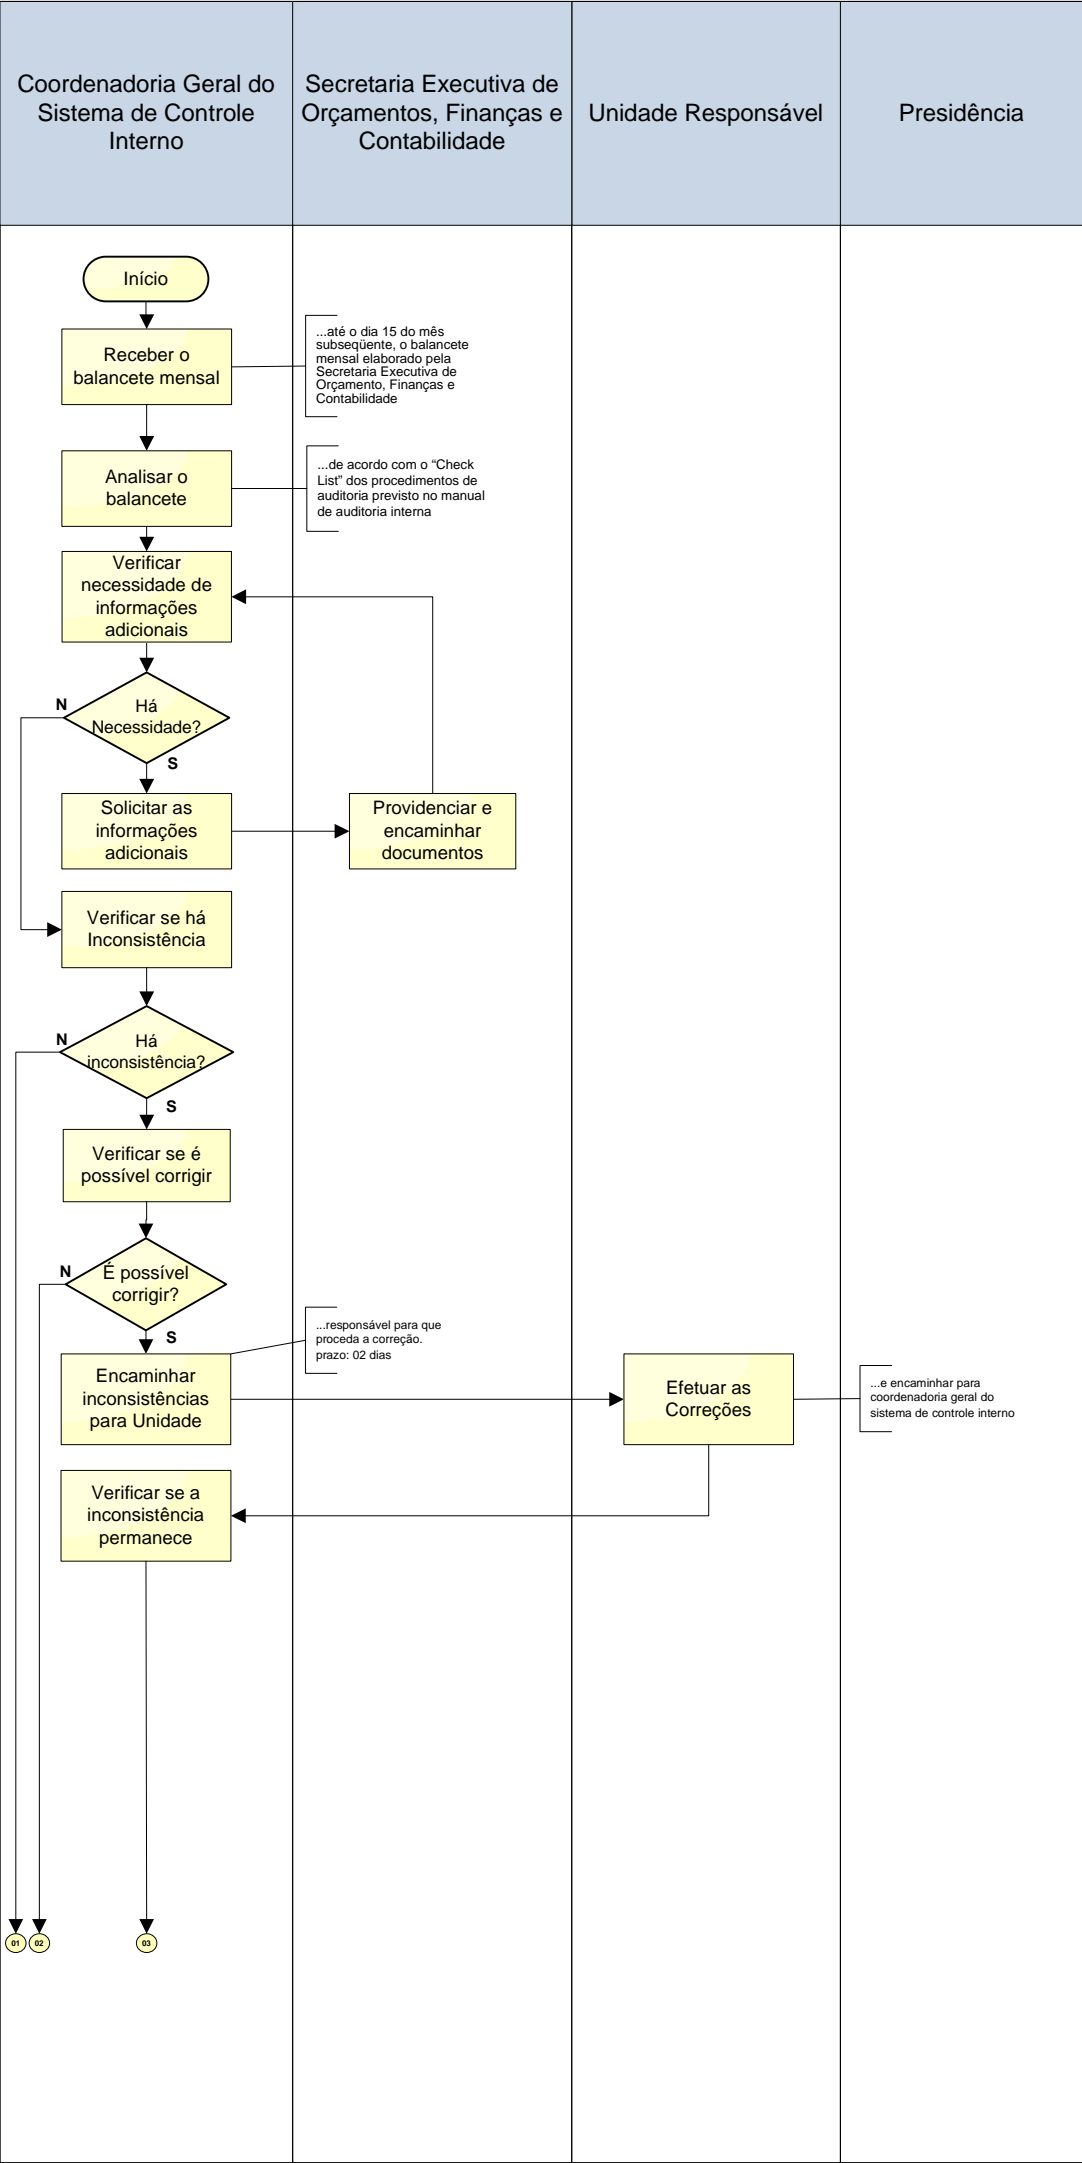 Coordenadoria Geral do
Sistema de Controle
Interno
Secretaria Executiva de
Orçamentos, Finanças e
Contabilidade
Unidade Responsável
Presidência
Início
Receber o
balancete mensal
...até o dia 15 do mês
subseqüente, o balancete
mensal elaborado pela
Secretaria Executiva de
Orçamento, Finanças e
Contabilidade
Analisar o
balancete
...de acordo com o “Check
List” dos procedimentos de
auditoria previsto no manual
de auditoria interna
Verificar
necessidade de
informações
adicionais
N
Há
Necessidade?
S
Solicitar as
informações
adicionais
Providenciar e
encaminhar
documentos
Verificar se há
Inconsistência
N
Há
inconsistência?
S
Verificar se é
possível corrigir
N
É possível
corrigir?
S
...responsável para que
proceda a correção.
prazo: 02 dias
Encaminhar
inconsistências
para Unidade
Efetuar as
Correções
...e encaminhar para
coordenadoria geral do
sistema de controle interno
Verificar se a
inconsistência
permanece
01
02
03